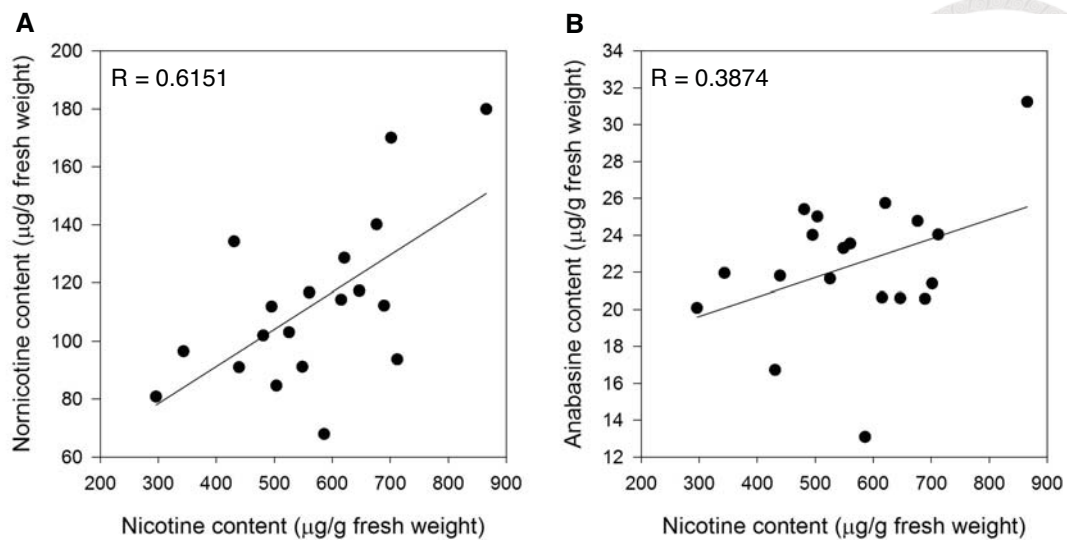 A
B
R = 0.6151
R = 0.3874
Nornicotine content (μg/g fresh weight)
200
180
160
140
120
100
80
60
200 300 400 500 600 700 800 900
Nicotine content (μg/g fresh weight)
Anabasine content (μg/g fresh weight)
34
32
30
28
26
24
22
20
18
16
14
12
200 300 400 500 600 700 800 900
Nicotine content (μg/g fresh weight)